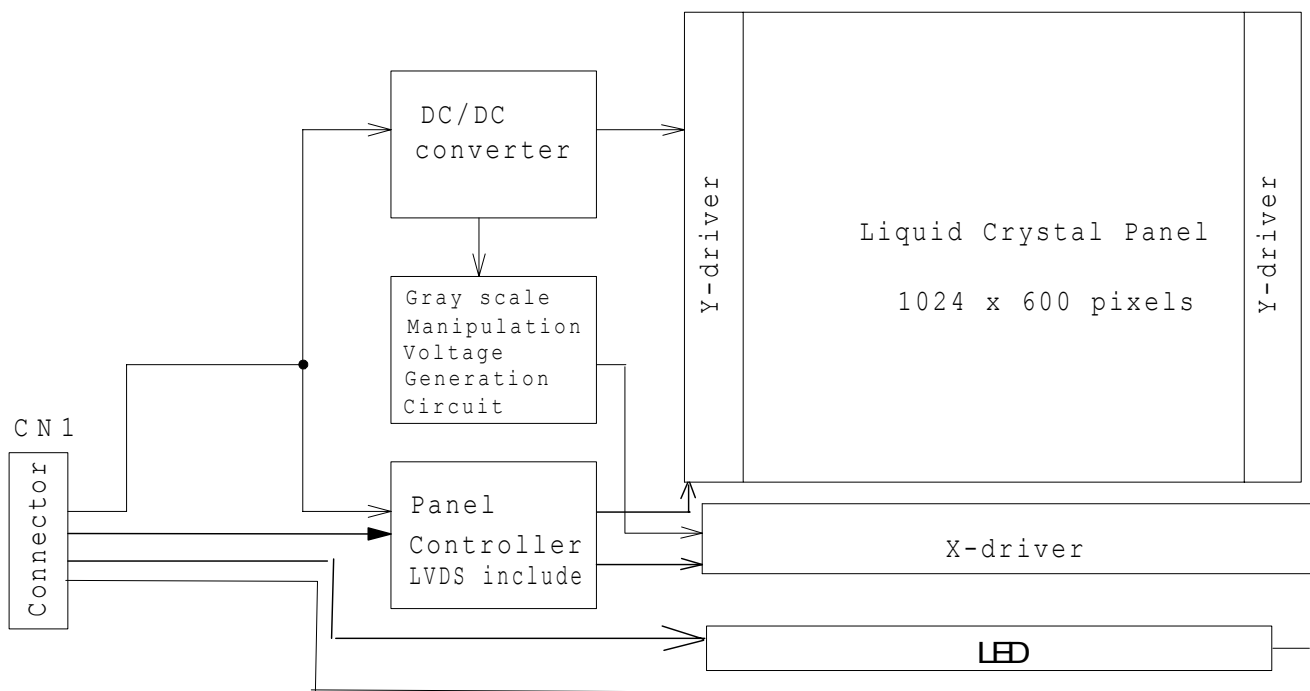 DC/DC
converter
Y-driver
Liquid Crystal Panel
1024 x 600 pixels
Y-driver
Gray scale
Manipulation
Voltage
Generation
Circuit
CN1
Connector
Panel
Controller
LVDS include
X-driver
LED